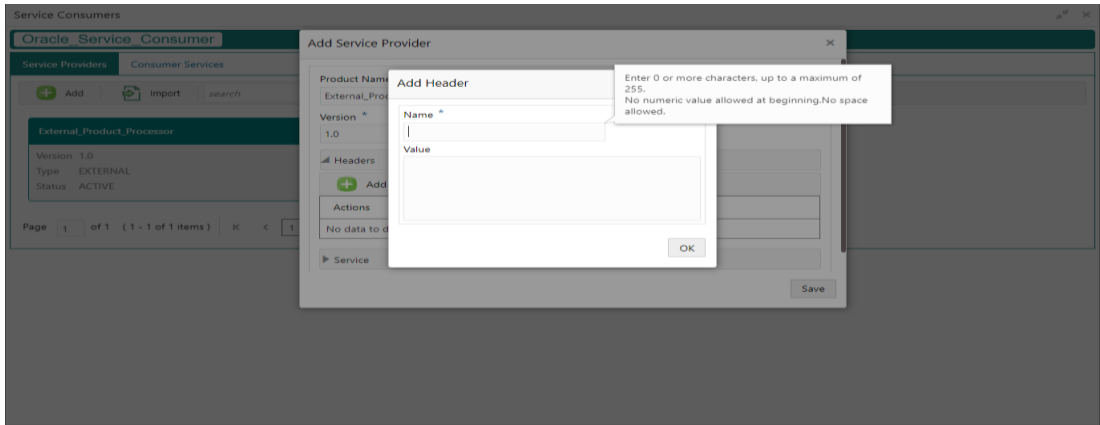 Service Consumers
Oracle_Service_Consumer
Service Providers Consumer Services
Add Import search
External_Product_Processor
Version 1.0
Type EXTERNAL
Status ACTIVE
Page 1 of 1 (1 - 1 of 1 items) K < 1
Add Service Provider
Product Name
External_Proc
Version *
1.0
Headers
Add
Actions
No data to d
Service
Save
Add Header
Name *
Value
OK
Enter 0 or more characters, up to a maximum of
255.
No numeric value allowed at beginning.No space
allowed.